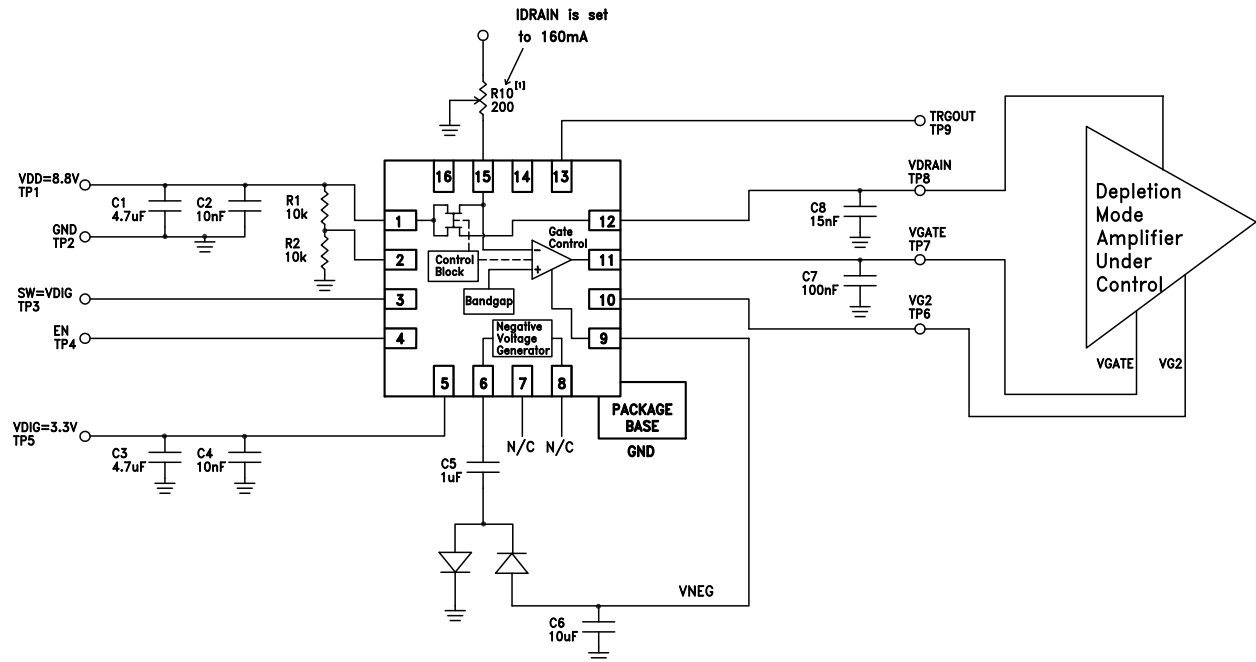 IDRAIN is set
to 160mA
R10[1]
200
TRGOUT
TP9
VDD=8.8V
TP1
C1
4.7uF
C2
10nF
R1
10k
GND
TP2
R2
10k
SW=VDIG
TP3
EN
TP4
16
15
14
13
1
2
3
4
12
11
10
9
Gate
Control
Control
Block
Bandgap
Negative
Voltage
Generator
5
6
7
8
PACKAGE
BASE
GND
VDRAIN
TP8
C8
15nF
VGATE
TP7
C7
100nF
VG2
TP6
Depletion
Mode
Amplifier
Under
Control
VGATE
VG2
VDIG=3.3V
TP5
C3
4.7uF
C4
10nF
N/C
N/C
C5
1uF
VNEG
C6
10uF
-
+